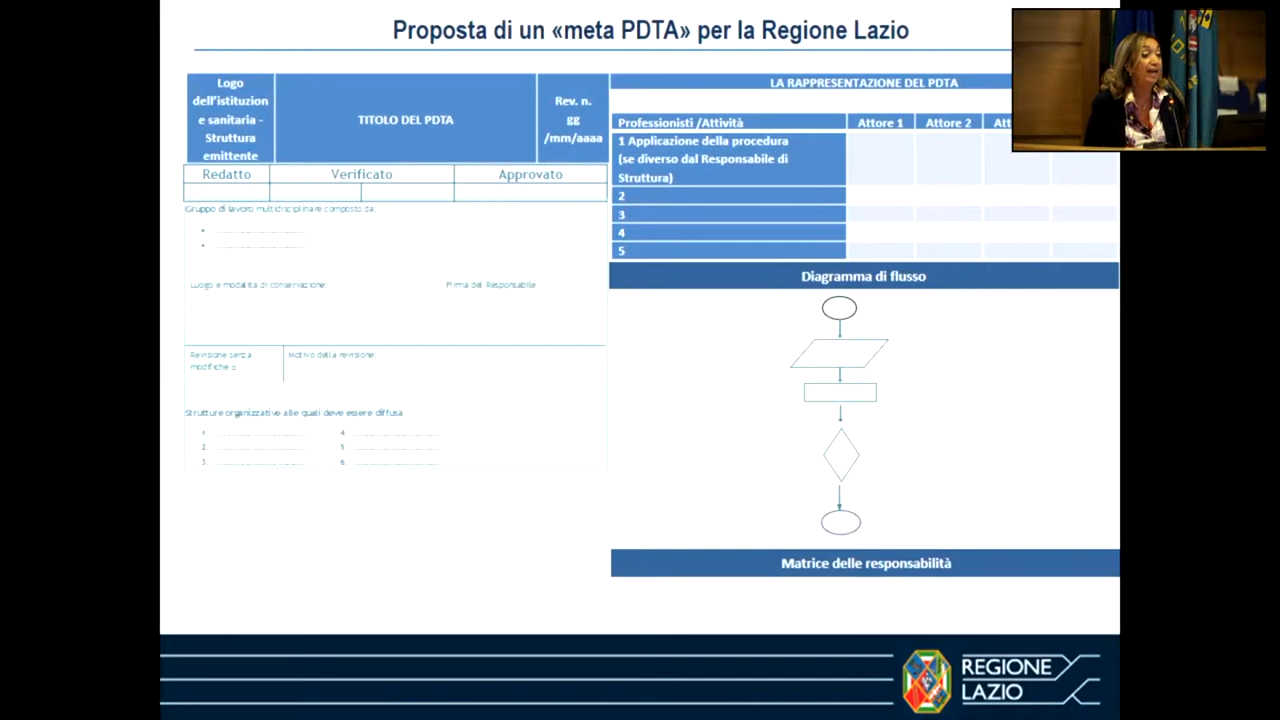 Proposta di un «meta PDTA» per la Regione Lazio
Logo
dell'istituzion
e sanitaria -
Struttura
emittente
TITOLO DEL PDTA
Rev. n.
gg
/mm/aaaa
Redatto
Verificato
Approvato
Gruppo di lavoro multidisciplinare composto da:
• ..............................
• ..............................
Luogo e modalità di conservazione
Firma del Responsabile
Revisione senza
modifiche □
Motivo della revisione:
Strutture organizzative alle quali deve essere diffusa
1. .............................. 4. ..............................
2. .............................. 5. ..............................
3. .............................. 6. ..............................
LA RAPPRESENTAZIONE DEL PDTA
Professionisti /Attività Attore 1 Attore 2 Att
1 Applicazione della procedura
(se diverso dal Responsabile di
Struttura)
2
3
4
5
Diagramma di flusso
Matrice delle responsabilità
REGIONE
LAZIO